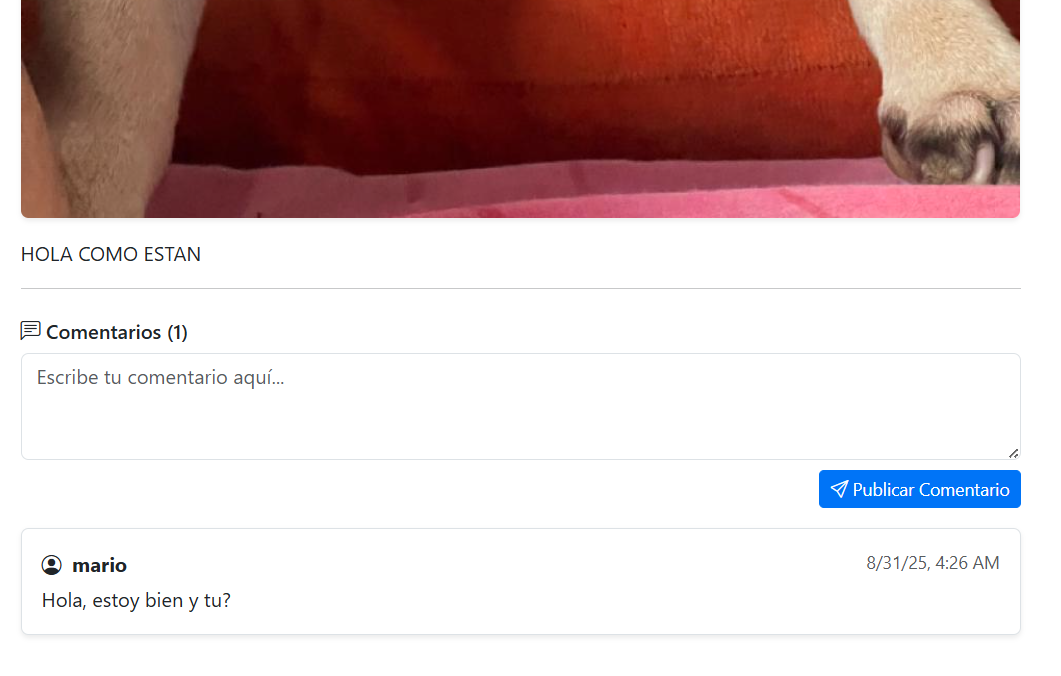 HOLA COMO ESTAN
Comentarios (1)
Escribe tu comentario aquí...
Publicar Comentario
mario
8/31/25, 4:26 AM
Hola, estoy bien y tu?